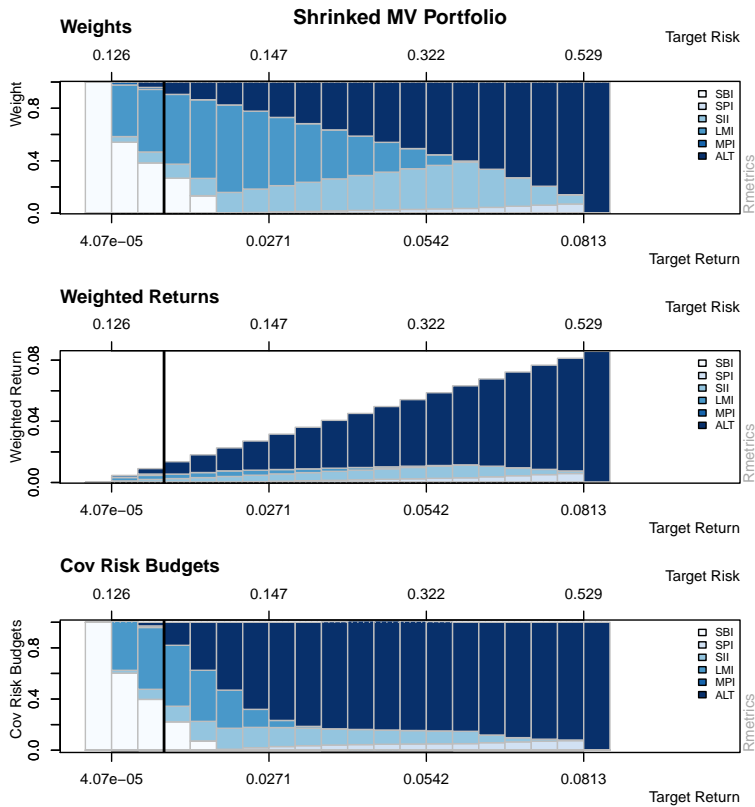 Shrinked MV Portfolio
Weights
Target Risk
0.126 0.147 0.322 0.529
Weight
0.0 0.4 0.8
SBI
SPI
SII
LMI
MPI
ALT
Rmetrics
4.07e−05 0.0271 0.0542 0.0813
Target Return
Weighted Returns
Target Risk
0.126 0.147 0.322 0.529
Weighted Return
0.00 0.04 0.08
SBI
SPI
SII
LMI
MPI
ALT
Rmetrics
4.07e−05 0.0271 0.0542 0.0813
Target Return
Cov Risk Budgets
Target Risk
0.126 0.147 0.322 0.529
Cov Risk Budgets
0.0 0.4 0.8
SBI
SPI
SII
LMI
MPI
ALT
Rmetrics
4.07e−05 0.0271 0.0542 0.0813
Target Return